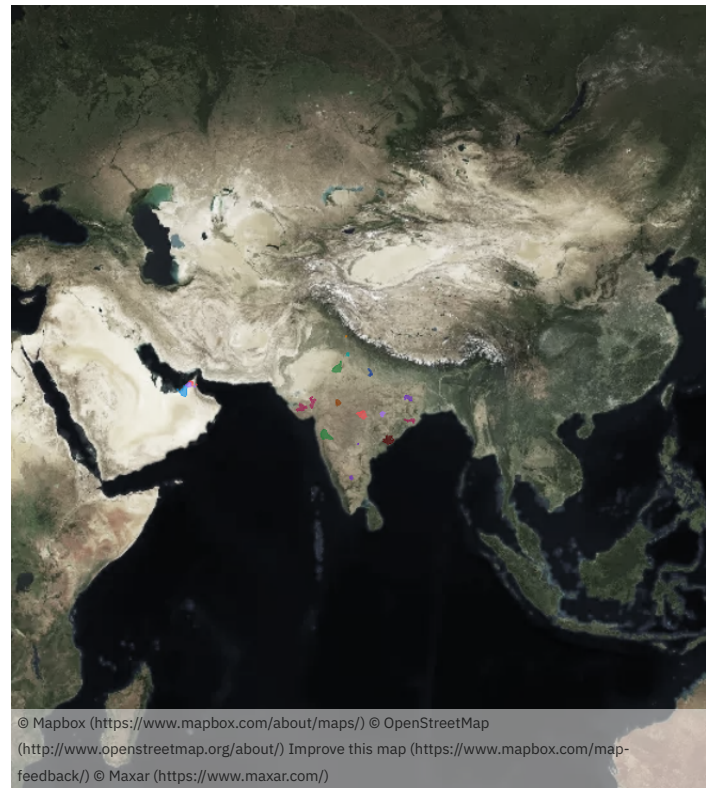 © Mapbox (https://www.mapbox.com/about/maps/) © OpenStreetMap
(http://www.openstreetmap.org/about/) Improve this map (https://www.mapbox.com/map-
feedback/) © Maxar (https://www.maxar.com/)